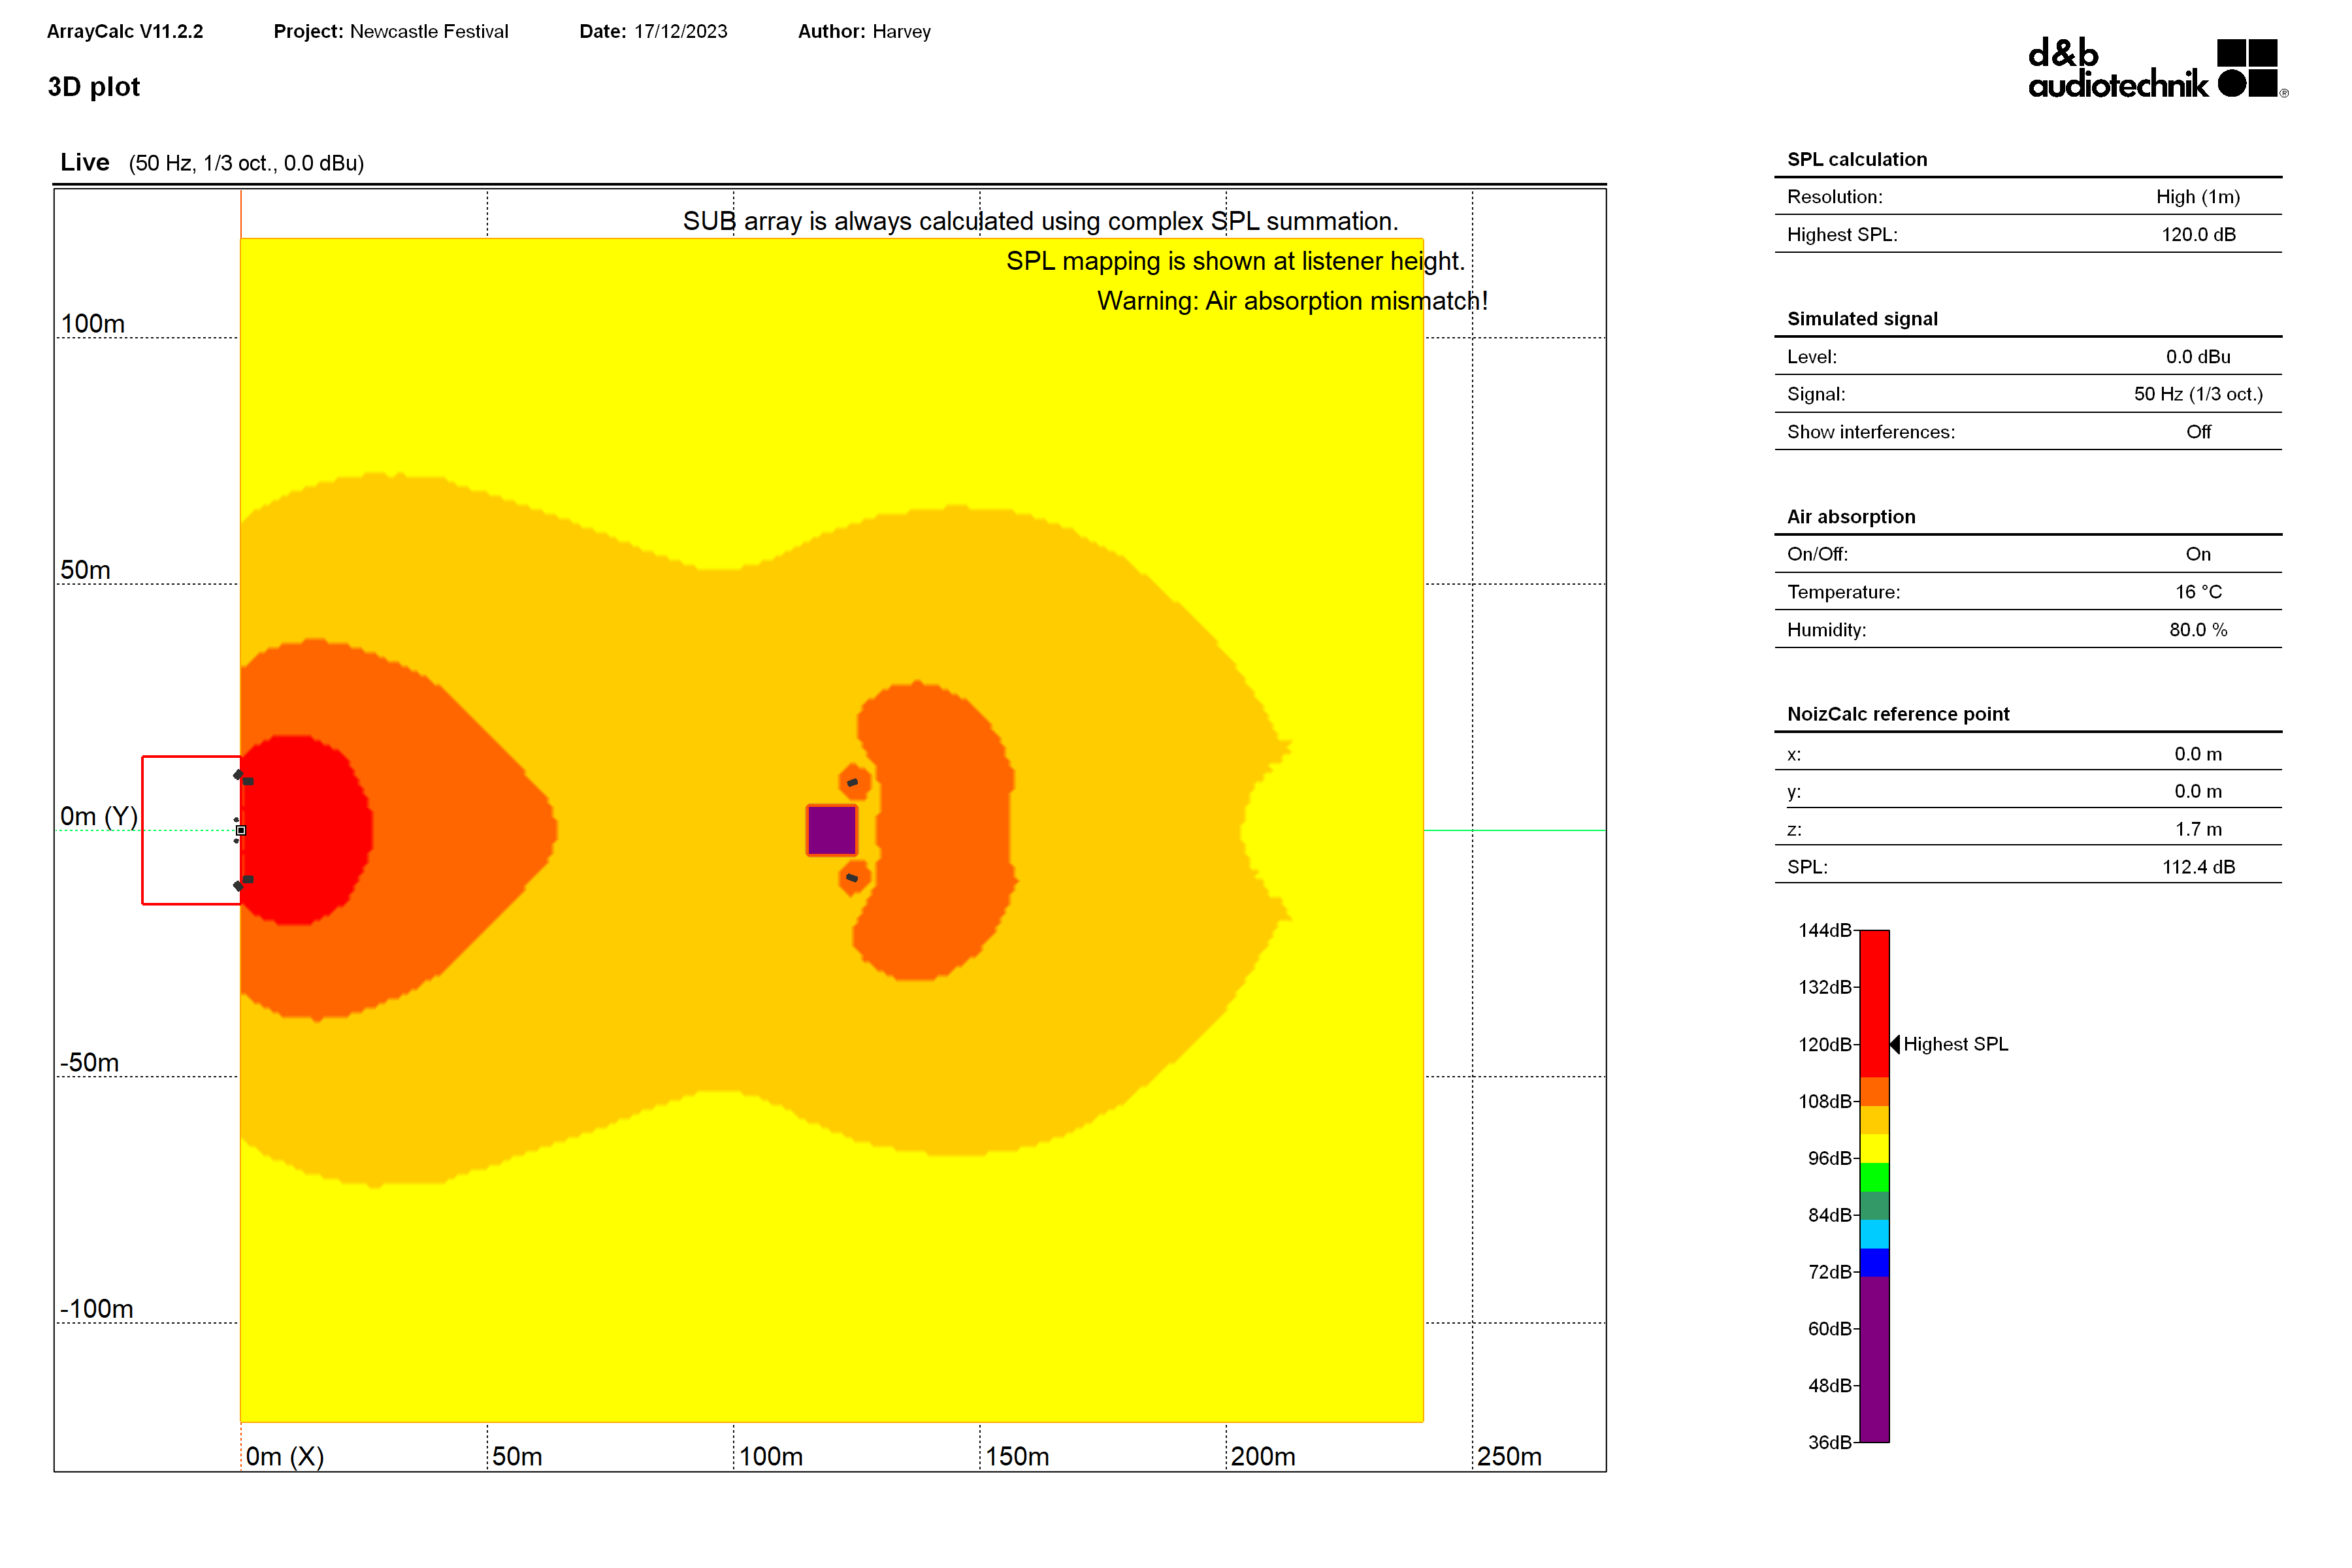 ArrayCalc V11.2.2 Project: Newcastle Festival Date: 17/12/2023 Author: Harvey
3D plot
d&b
audiotechnik
®
Live (50 Hz, 1/3 oct., 0.0 dBu)
SUB array is always calculated using complex SPL summation.
SPL mapping is shown at listener height.
Warning: Air absorption mismatch!
100m
50m
0m (Y)
-50m
-100m
0m (X) 50m 100m 150m 200m 250m
SPL calculation
Resolution: High (1m)
Highest SPL: 120.0 dB
Simulated signal
Level: 0.0 dBu
Signal: 50 Hz (1/3 oct.)
Show interferences: Off
Air absorption
On/Off: On
Temperature: 16 °C
Humidity: 80.0 %
NoizCalc reference point
x: 0.0 m
y: 0.0 m
z: 1.7 m
SPL: 112.4 dB
144dB
132dB
120dB Highest SPL
108dB
96dB
84dB
72dB
60dB
48dB
36dB